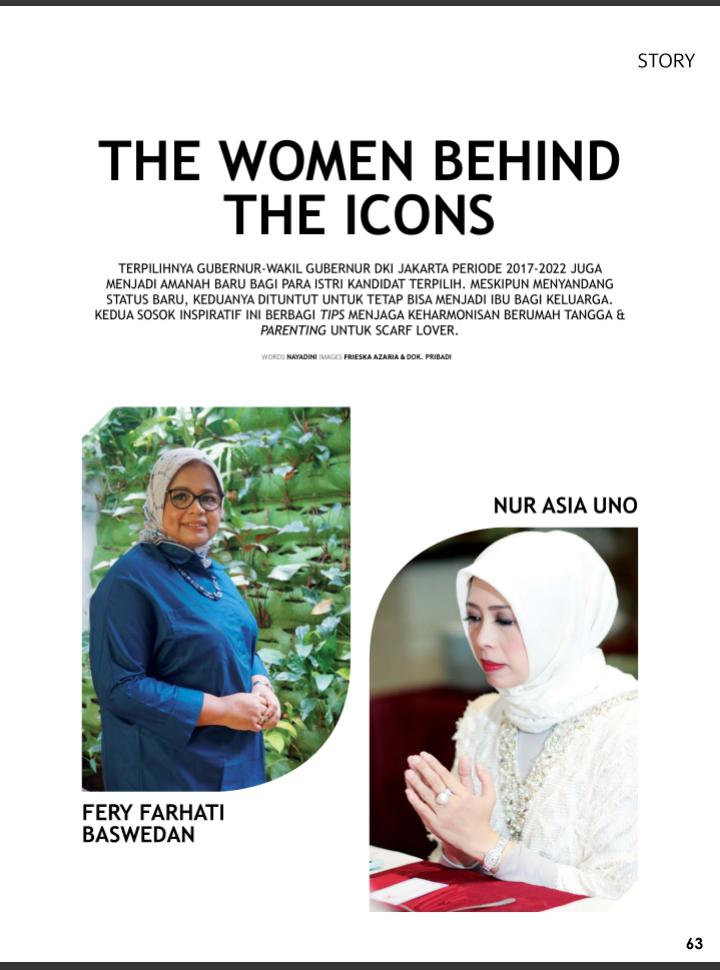 STORY
THE WOMEN BEHIND
THE ICONS
TERPILIHNYA GUBERNUR-WAKIL GUBERNUR DKI JAKARTA PERIODE 2017-2022 JUGA
MENJADI AMANAH BARU BAGI PARA ISTRI KANDIDAT TERPILIH. MESKIPUN MENYANDANG
STATUS BARU, KEDUANYA DITUNTUT UNTUK TETAP BISA MENJADI IBU BAGI KELUARGA.
KEDUA SOSOK INSPIRATIF INI BERBAGI TIPS MENJAGA KEHARMONISAN BERUMAH TANGGA &
PARENTING UNTUK SCARF LOVER.
WORDS NAYADINI IMAGES FRIESKA AZARIA & DOK. PRIBADI
NUR ASIA UNO
FERY FARHATI
BASWEDAN
63